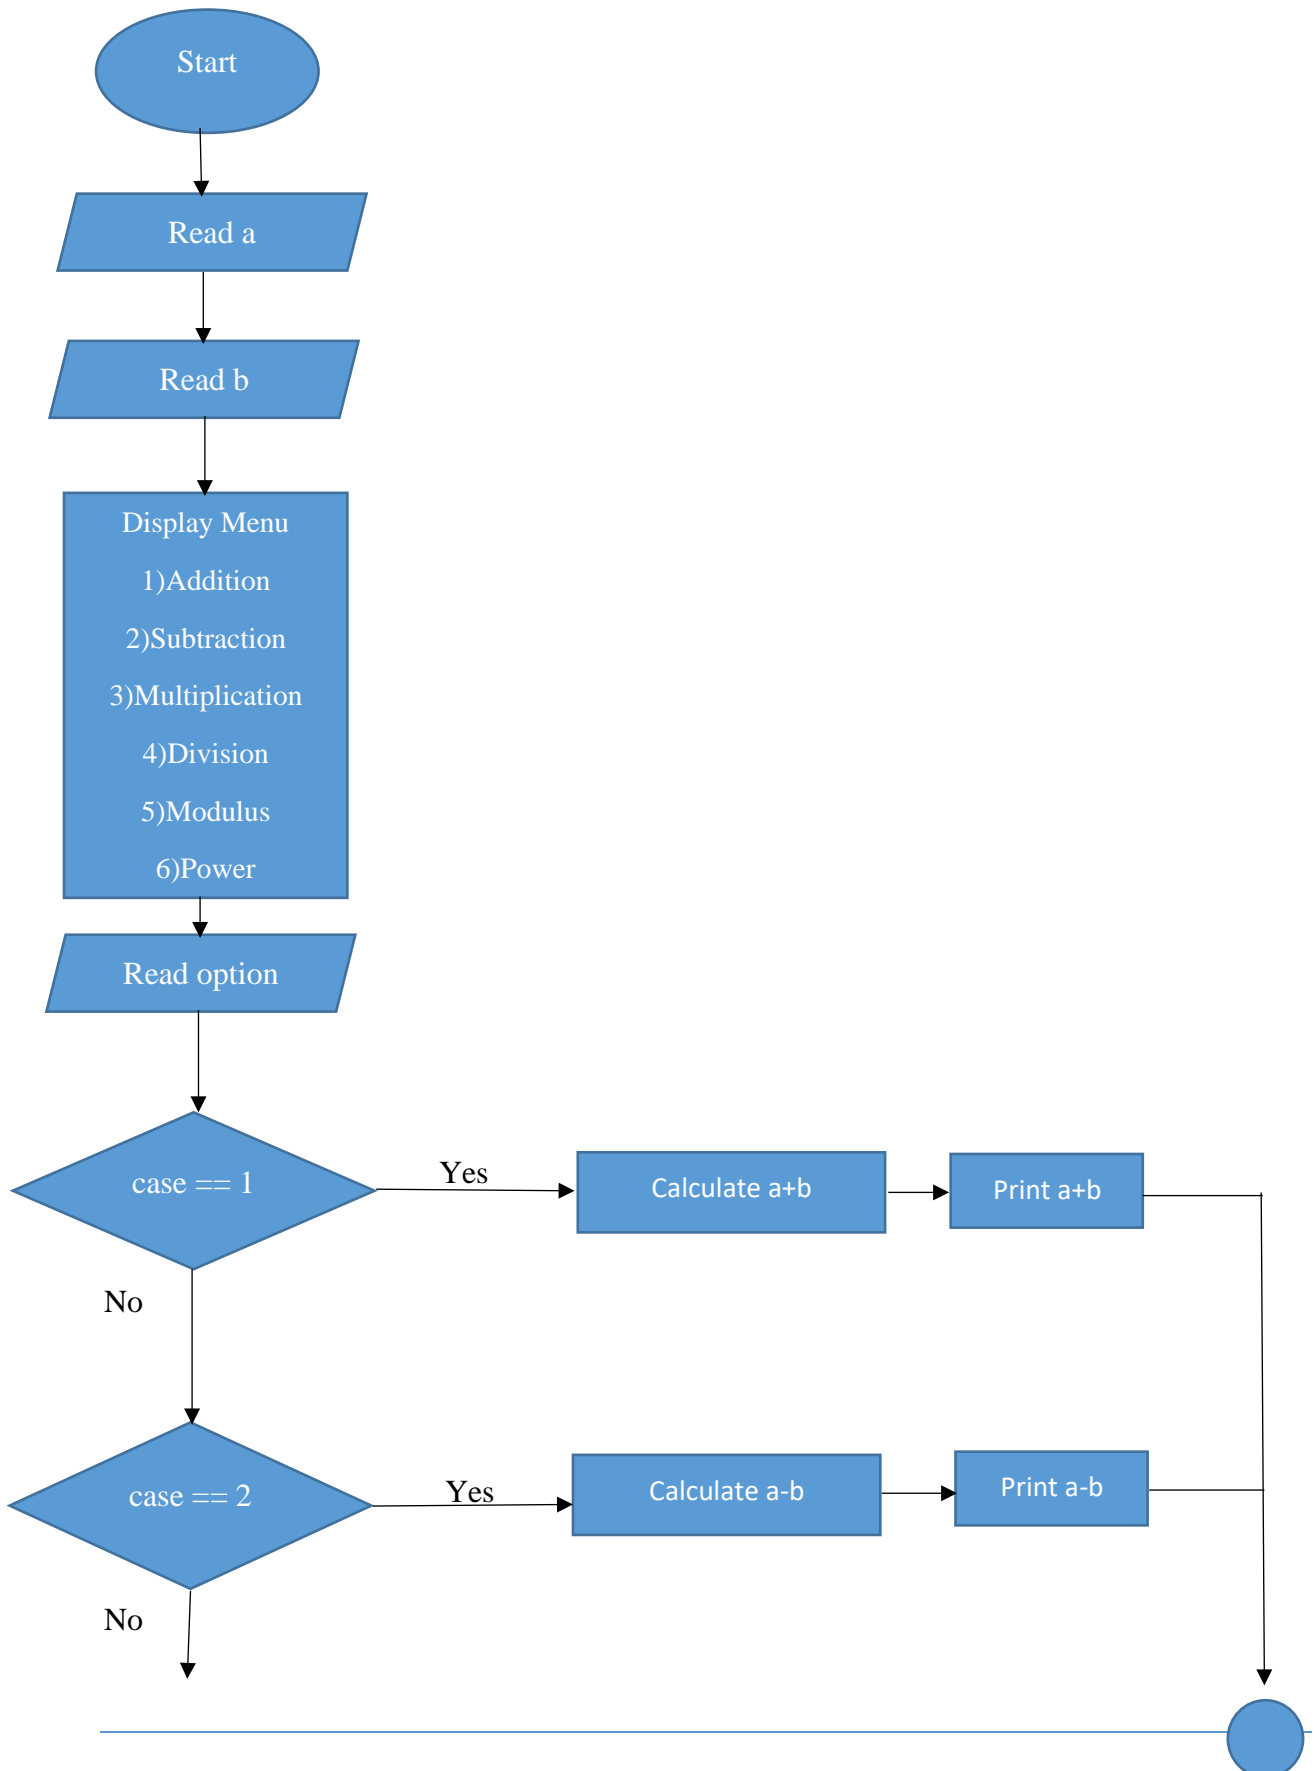 Start
Read a
Read b
Display Menu
1)Addition
2)Subtraction
3)Multiplication
4)Division
5)Modulus
6)Power
Read option
case == 1
Yes
Calculate a+b
Print a+b
No
case == 2
Yes
Calculate a-b
Print a-b
No